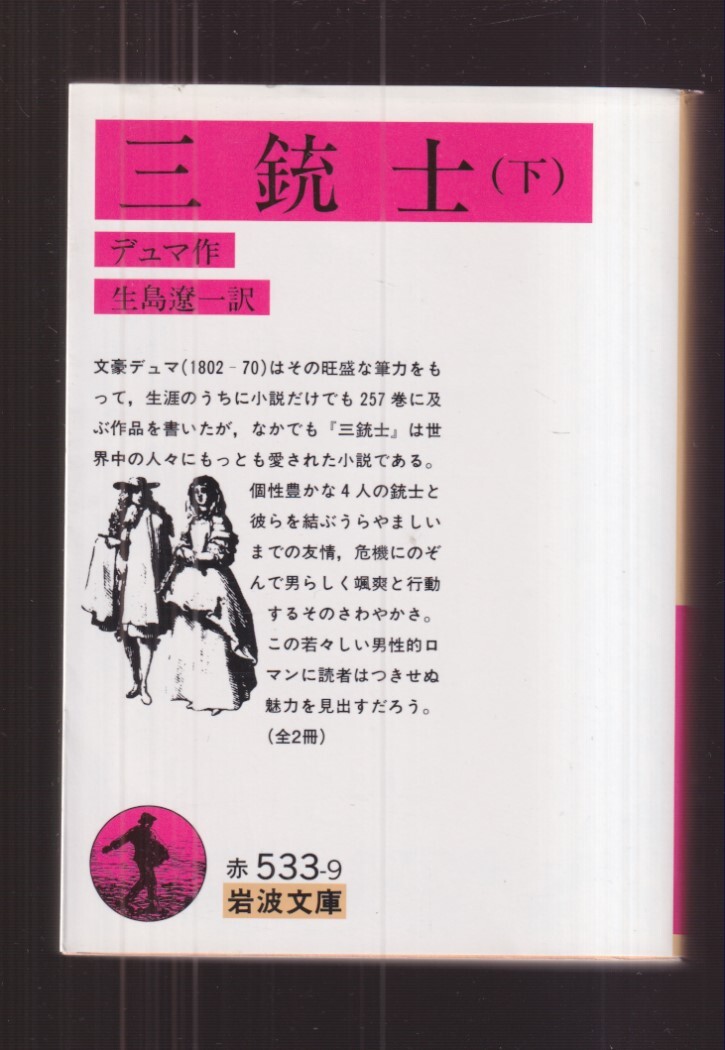 三銃士(下)
デュマ作
生島遼一訳
文豪デュマ(1802‐70)はその旺盛な筆力をも
って，生涯のうちに小説だけでも257巻に及
ぶ作品を書いたが，なかでも『三銃士』は世
界中の人々にもっとも愛された小説である。
個性豊かな4人の銃士と
彼らを結ぶうらやましい
までの友情，危機にのぞ
んで男らしく颯爽と行動
するそのさわやかさ。
この若々しい男性的ロ
マンに読者はつきせぬ
魅力を見出すだろう。
(全2冊)
赤 533-9
岩波文庫